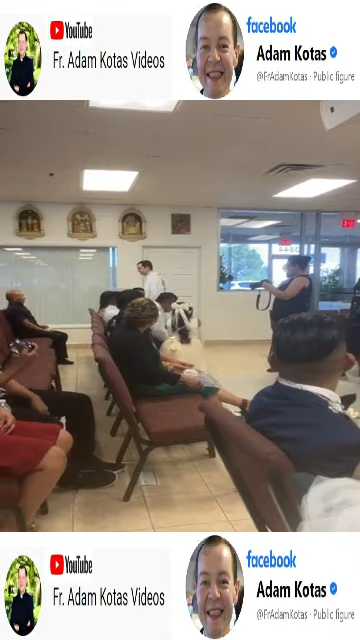 YouTube
Fr. Adam Kotas Videos
facebook
Adam Kotas
@FrAdamKotas · Public figure
EXIT
YouTube
Fr. Adam Kotas Videos
facebook
Adam Kotas
@FrAdamKotas · Public figure